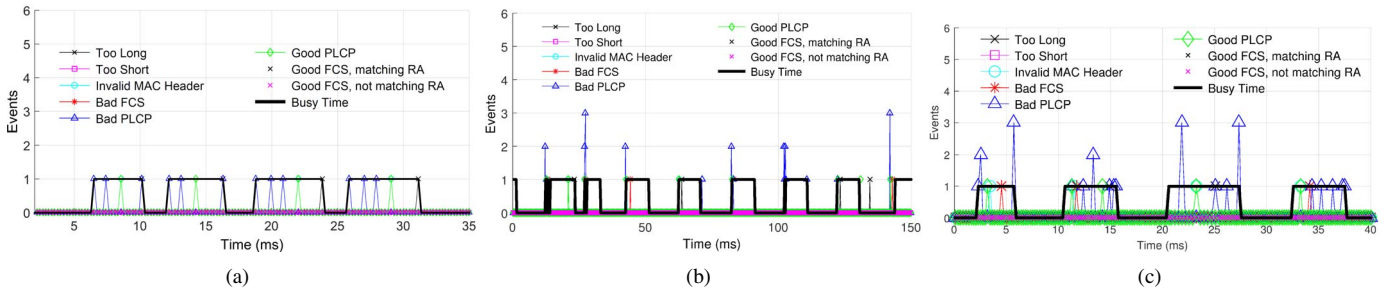 6
5
4
3
2
1
0
Events
Too Long
Too Short
Invalid MAC Header
Bad FCS
Bad PLCP
Good PLCP
Good FCS, matching RA
Good FCS, not matching RA
Busy Time
5 10 15 20 25 30 35
Time (ms)
(a)
6
5
4
3
2
1
0
Events
Too Long
Too Short
Invalid MAC Header
Bad FCS
Bad PLCP
Good PLCP
Good FCS, matching RA
Good FCS, not matching RA
Busy Time
0 50 100 150
Time (ms)
(b)
6
5
4
3
2
1
0
Events
Too Long
Too Short
Invalid MAC Header
Bad FCS
Bad PLCP
Good PLCP
Good FCS, matching RA
Good FCS, not matching RA
Busy Time
0 5 10 15 20 25 30 35 40
Time (ms)
(c)